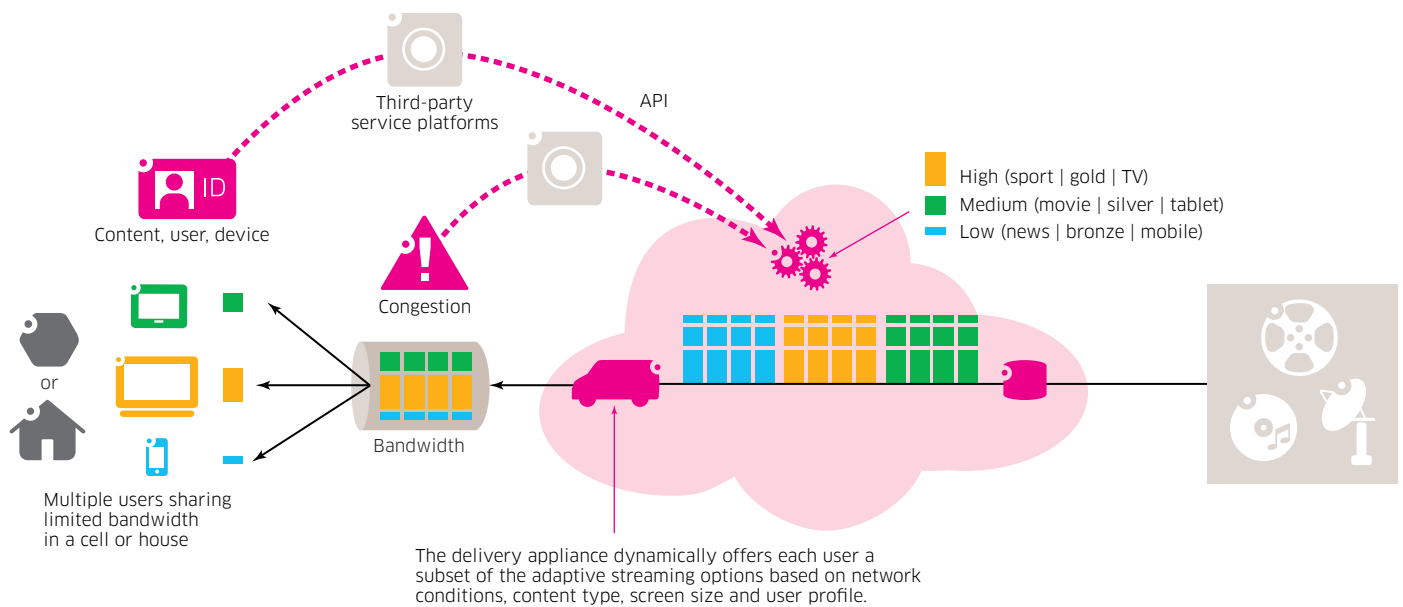 Third-party
service platforms
API
ID
Content, user, device
High (sport | gold | TV)
Medium (movie | silver | tablet)
Low (news | bronze | mobile)
!
Congestion
or
Bandwidth
Multiple users sharing
limited bandwidth
in a cell or house
The delivery appliance dynamically offers each user a
subset of the adaptive streaming options based on network
conditions, content type, screen size and user profile.